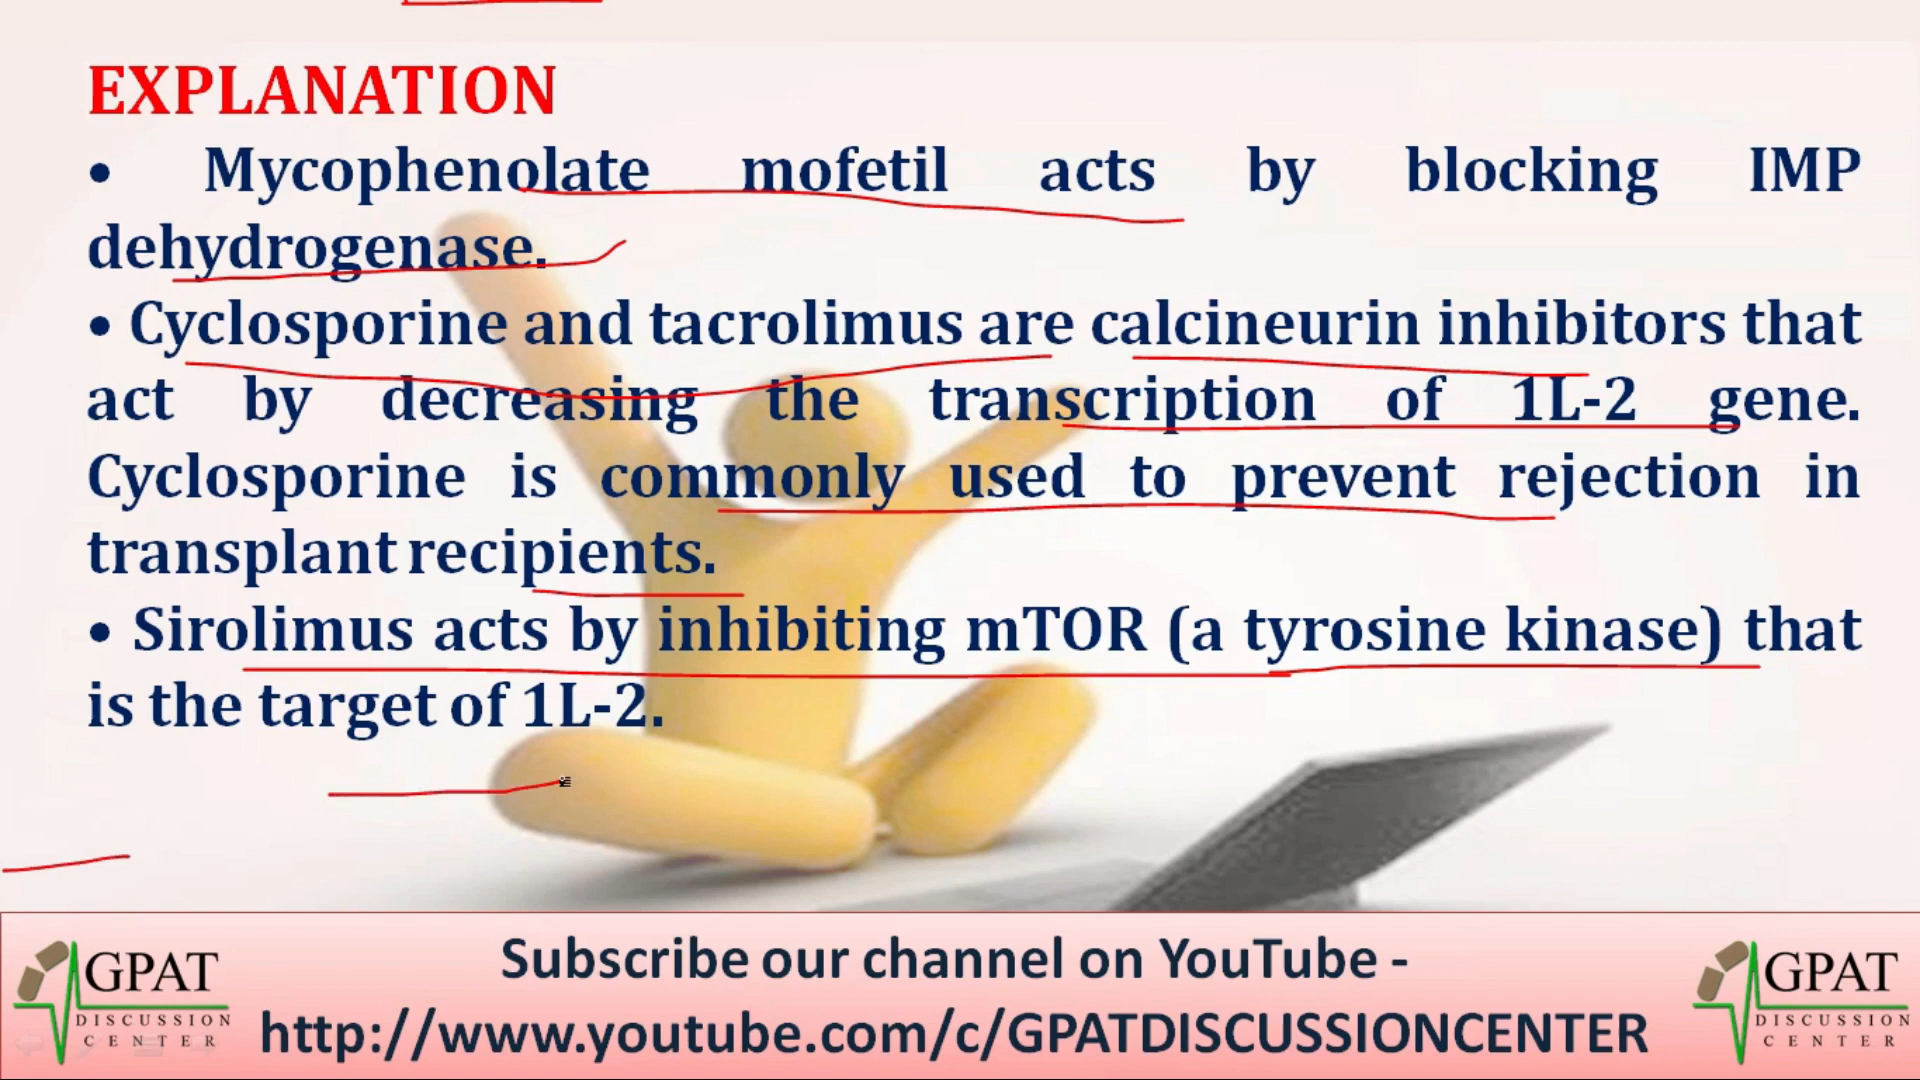 EXPLANATION
• Mycophenolate mofetil acts by blocking IMP
dehydrogenase.
• Cyclosporine and tacrolimus are calcineurin inhibitors that
act by decreasing the transcription of 1L-2 gene.
Cyclosporine is commonly used to prevent rejection in
transplant recipients.
• Sirolimus acts by inhibiting mTOR (a tyrosine kinase) that
is the target of 1L-2.
GPAT
DISCUSSION
CENTER
Subscribe our channel on YouTube -
http://www.youtube.com/c/GPATDISCUSSIONCENTER
GPAT
DISCUSSION
CENTER